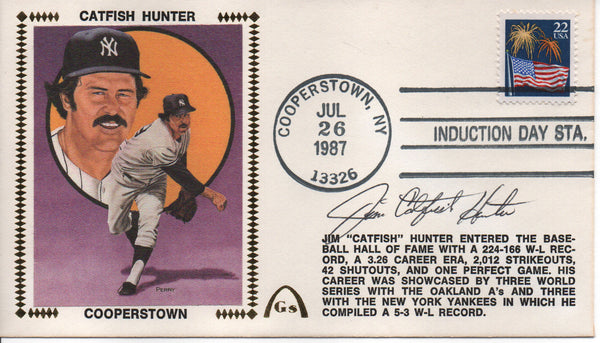 CATFISH HUNTER
NY
PERRY
COOPERSTOWN
Gs
22
USA
COOPERSTOWN, NY
JUL
26
1987
13326
INDUCTION DAY STA.
Jim Catfish Hunter
JIM "CATFISH" HUNTER ENTERED THE BASE-
BALL HALL OF FAME WITH A 224-166 W-L REC-
ORD, A 3.26 CAREER ERA, 2,012 STRIKEOUTS,
42 SHUTOUTS, AND ONE PERFECT GAME. HIS
CAREER WAS SHOWCASED BY THREE WORLD
SERIES WITH THE OAKLAND A's AND THREE
WITH THE NEW YORK YANKEES IN WHICH HE
COMPILED A 5-3 W-L RECORD.